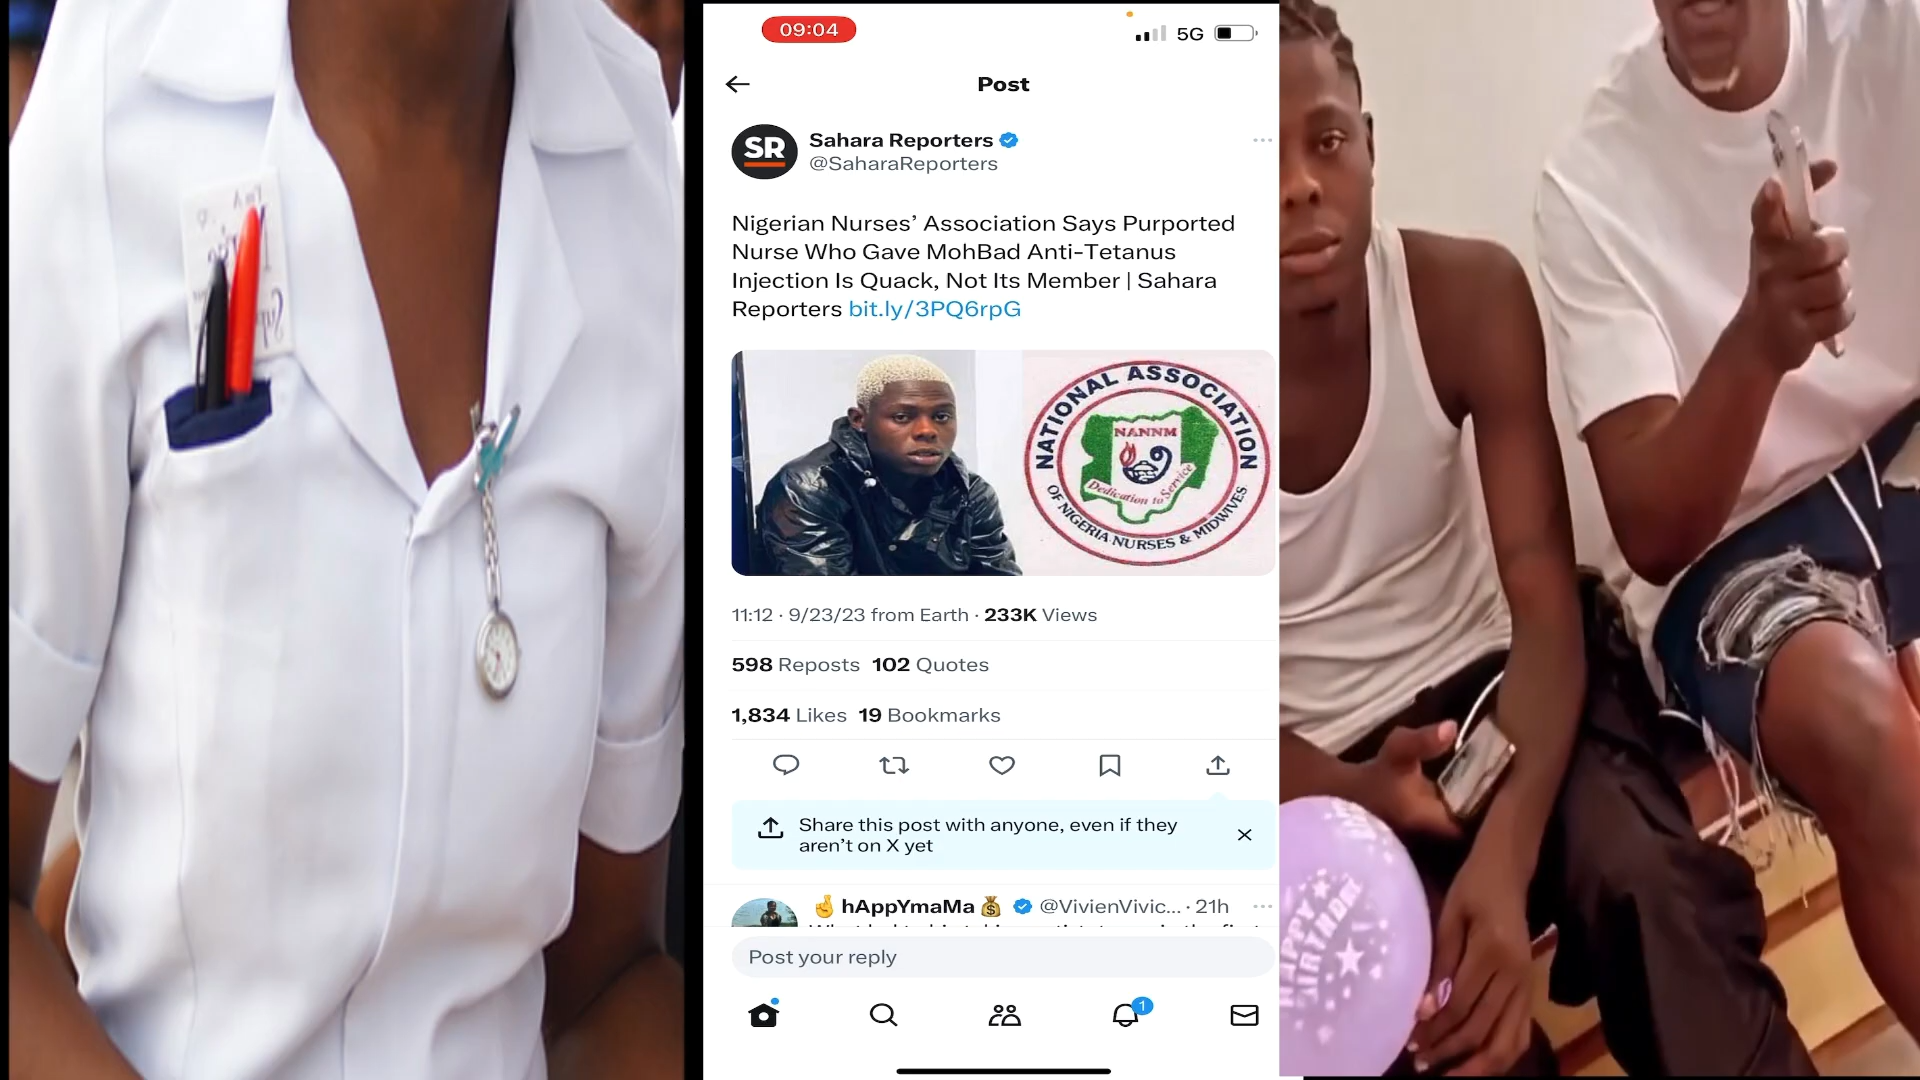 09:04
5G
Post
SR
Sahara Reporters
@SaharaReporters
Nigerian Nurses’ Association Says Purported
Nurse Who Gave MohBad Anti-Tetanus
Injection Is Quack, Not Its Member | Sahara
Reporters bit.ly/3PQ6rpG
NATIONAL ASSOCIATION
OF NIGERIA NURSES & MIDWIVES
NANNM
Dedication to Service
11:12 · 9/23/23 from Earth · 233K Views
598 Reposts 102 Quotes
1,834 Likes 19 Bookmarks
Share this post with anyone, even if they
aren’t on X yet
🤞 hAppYmaMa 💰 @VivienVivic... · 21h
Post your reply
1
HAPPY
BIRTHDAY